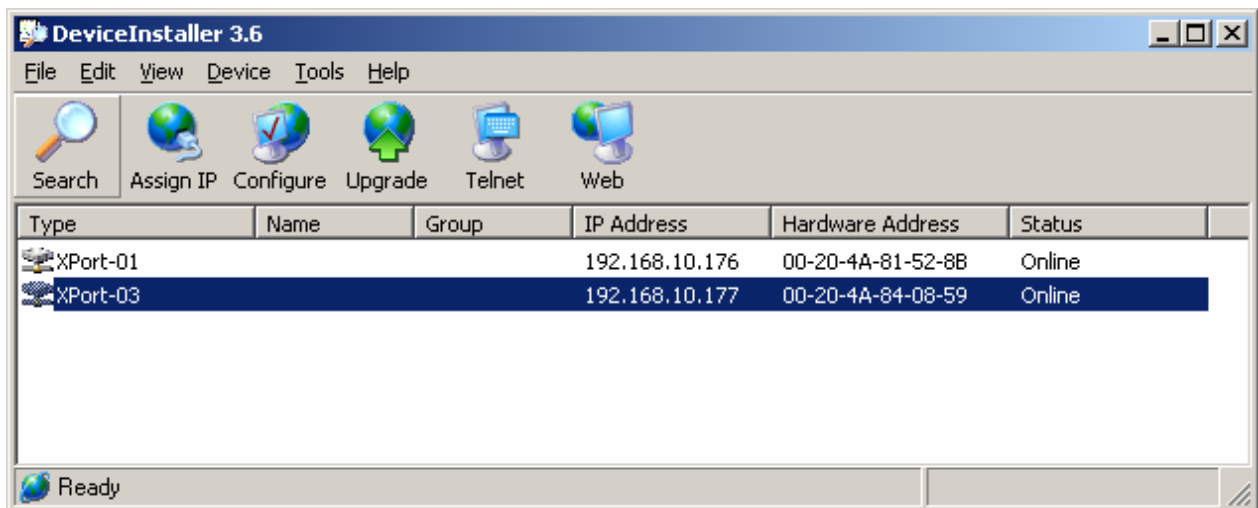 DeviceInstaller 3.6
File Edit View Device Tools Help
Search Assign IP Configure Upgrade Telnet Web
Type Name Group IP Address Hardware Address Status
XPort-01 192.168.10.176 00-20-4A-81-52-8B Online
XPort-03 192.168.10.177 00-20-4A-84-08-59 Online
Ready